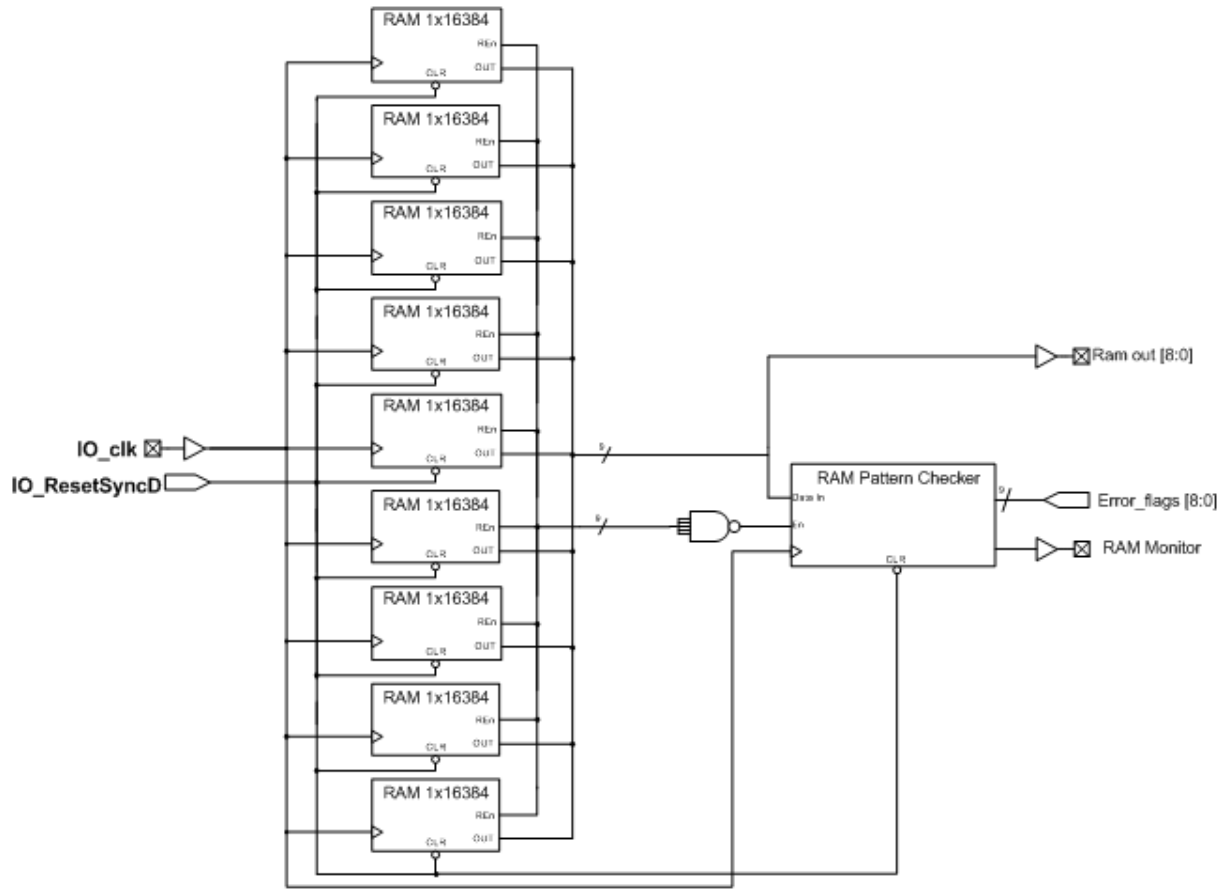 RAM 1x16384
REn
OUT
CLR
RAM 1x16384
REn
OUT
CLR
RAM 1x16384
REn
OUT
CLR
RAM 1x16384
REn
OUT
CLR
Ram out [8:0]
RAM 1x16384
REn
OUT
CLR
IO_clk
9
IO_ResetSyncD
RAM Pattern Checker
Data In
9
Error_flags [8:0]
RAM 1x16384
REn
OUT
CLR
9
En
RAM Monitor
CLR
RAM 1x16384
REn
OUT
CLR
RAM 1x16384
REn
OUT
CLR
RAM 1x16384
REn
OUT
CLR